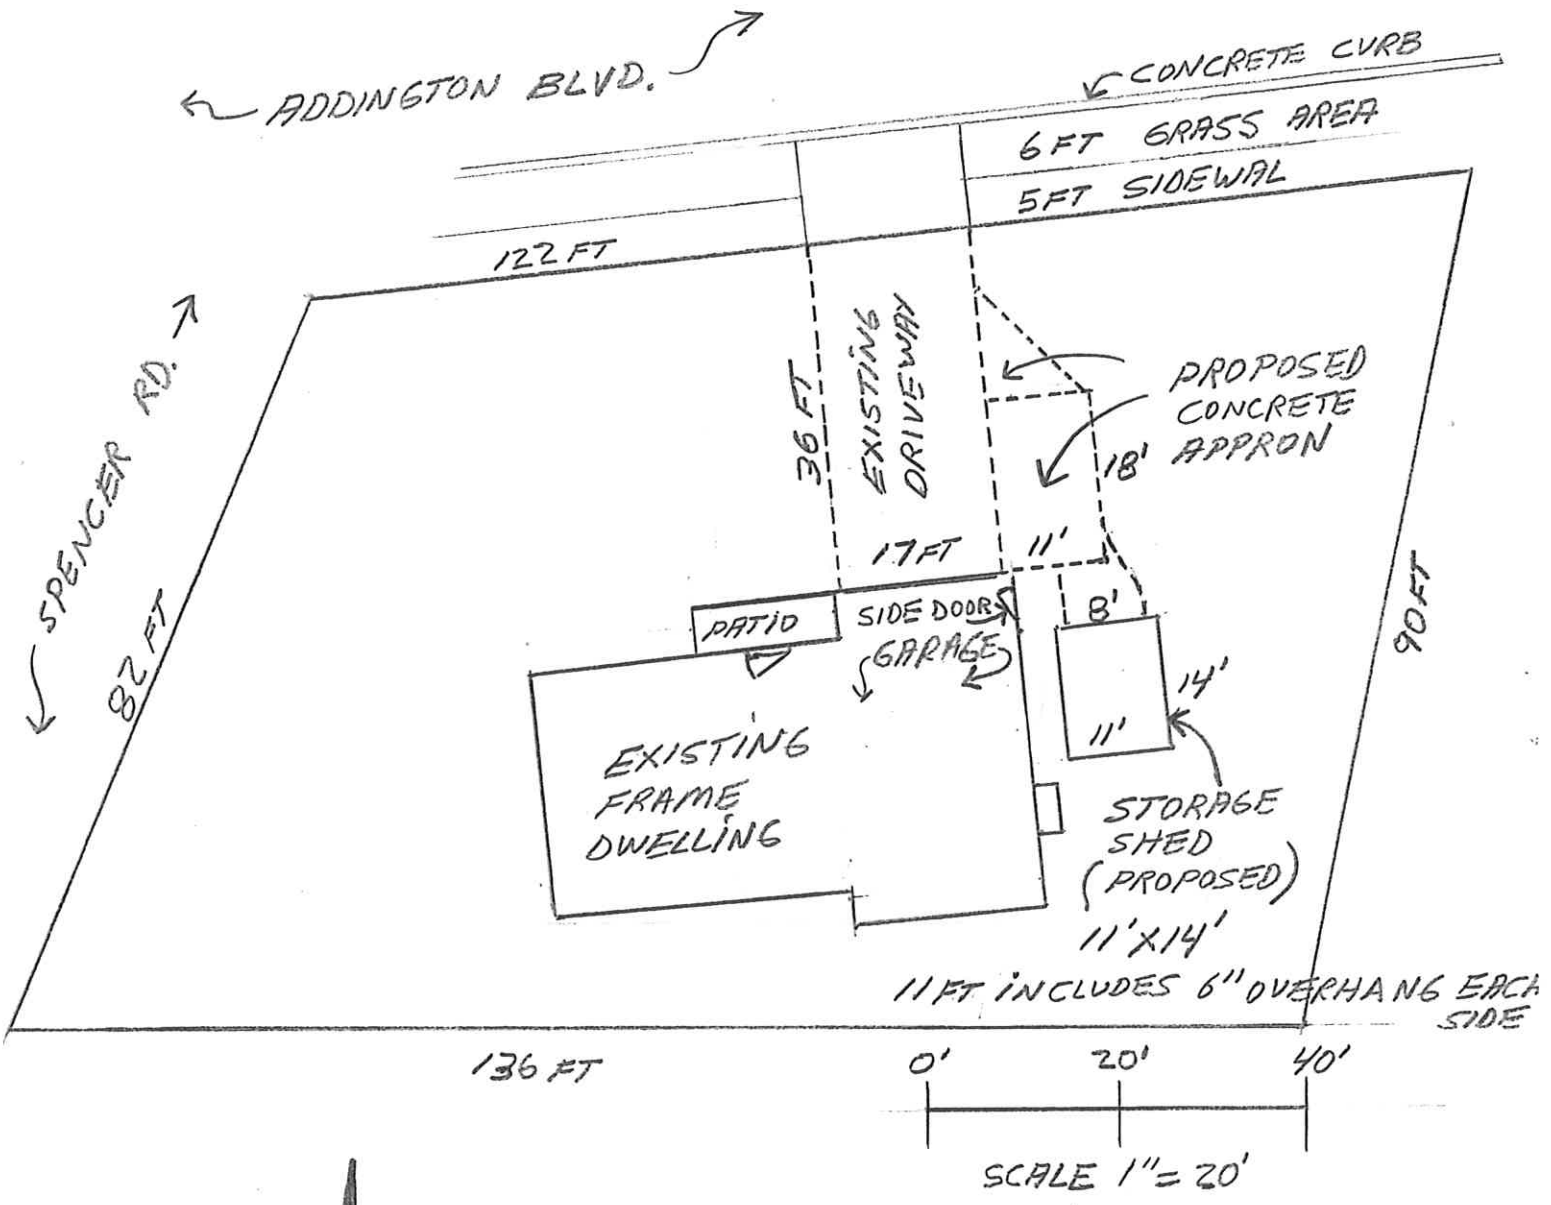 ADDINGTON BLVD.
CONCRETE CURB
6 FT GRASS AREA
5 FT SIDEWAL
122 FT
SPENCER RD.
82 FT
36 FT
EXISTING
DRIVEWAY
PROPOSED
CONCRETE
APPRON
18'
17 FT
11'
PATIO
SIDE DOOR
GARAGE
8'
14'
11'
90 FT
EXISTING
FRAME
DWELLING
STORAGE
SHED
(PROPOSED)
11' X 14'
11 FT INCLUDES 6" OVERHANG EACH
SIDE
136 FT
0' 20' 40'
SCALE 1" = 20'